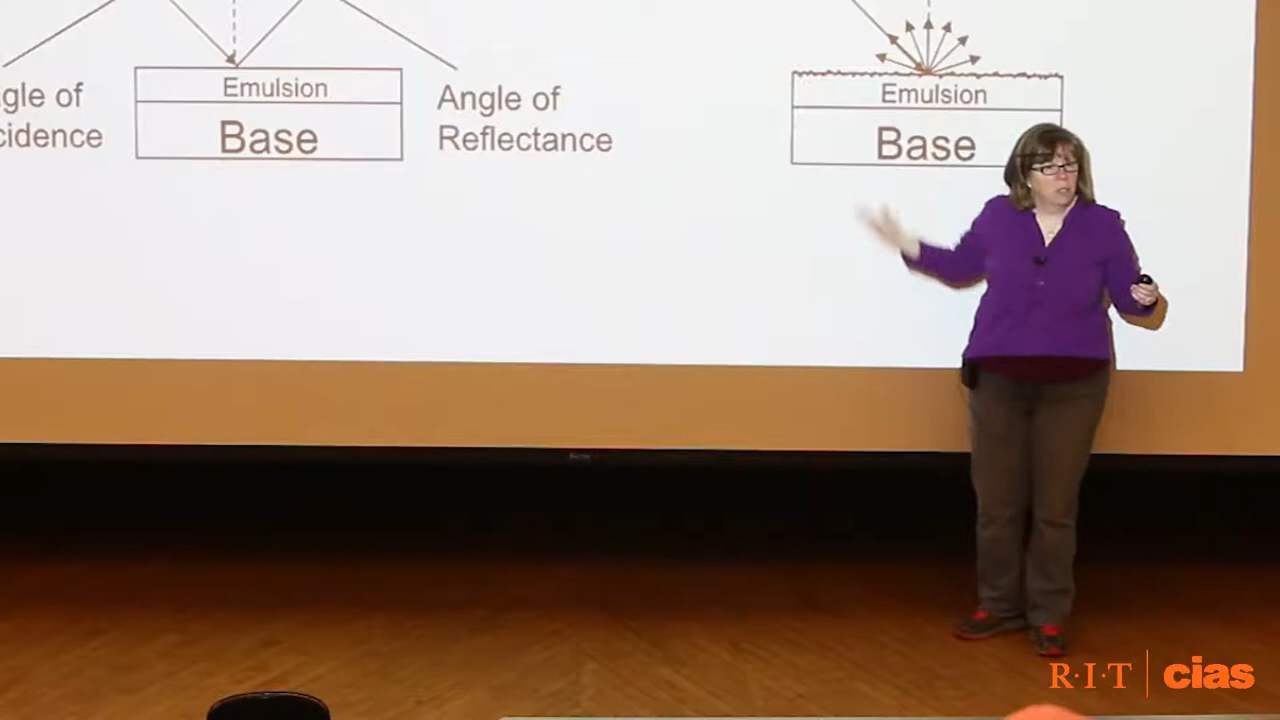 gle of
cidence
Emulsion
Base
Angle of
Reflectance
Emulsion
Base
R·I·T | cias